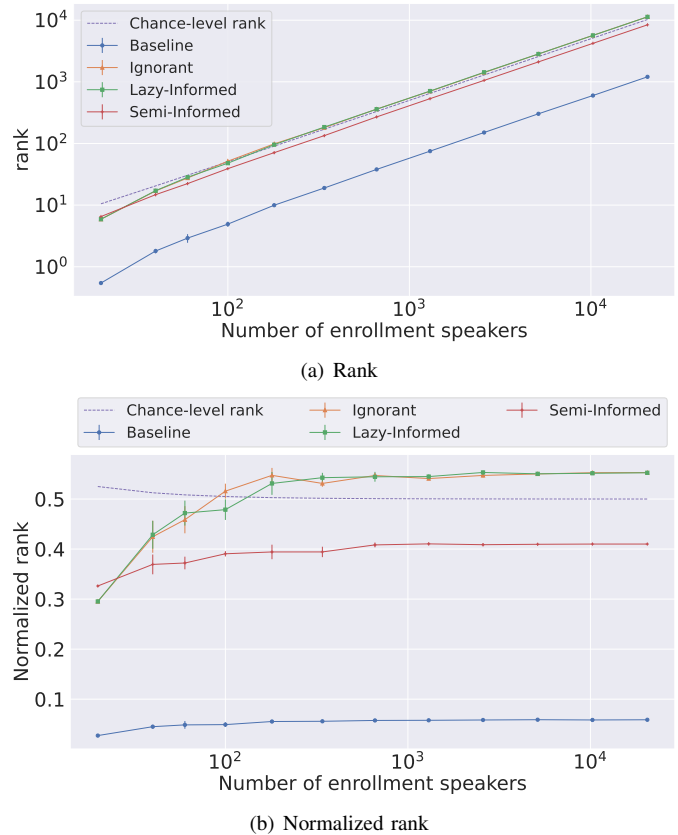 10^4
10^3
10^2
10^1
10^0
rank
Chance-level rank
Baseline
Ignorant
Lazy-Informed
Semi-Informed
10^2 10^3 10^4
Number of enrollment speakers
(a) Rank
Chance-level rank Ignorant Semi-Informed
Baseline Lazy-Informed
0.5
0.4
0.3
0.2
0.1
Normalized rank
10^2 10^3 10^4
Number of enrollment speakers
(b) Normalized rank